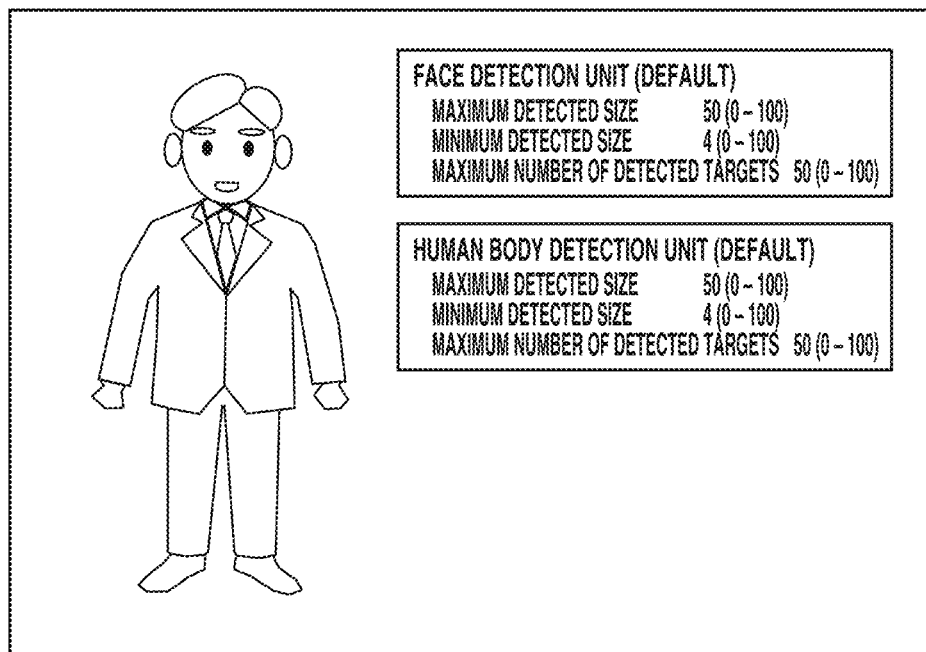 FACE DETECTION UNIT (DEFAULT)
MAXIMUM DETECTED SIZE 50 (0 ~ 100)
MINIMUM DETECTED SIZE 4 (0 ~ 100)
MAXIMUM NUMBER OF DETECTED TARGETS 50 (0 ~ 100)
HUMAN BODY DETECTION UNIT (DEFAULT)
MAXIMUM DETECTED SIZE 50 (0 ~ 100)
MINIMUM DETECTED SIZE 4 (0 ~ 100)
MAXIMUM NUMBER OF DETECTED TARGETS 50 (0 ~ 100)